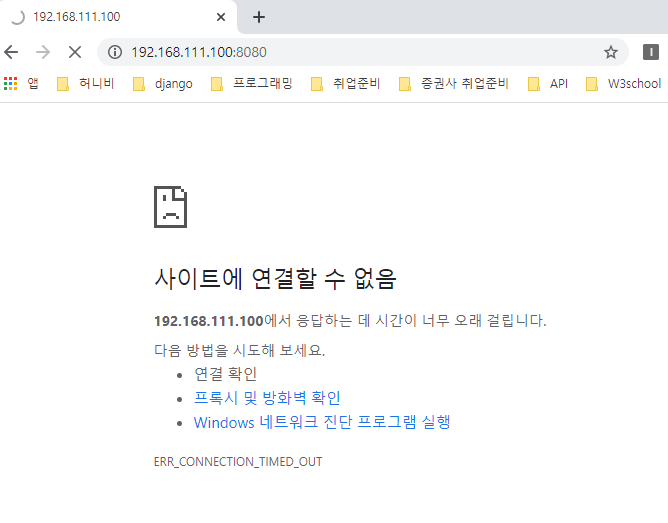 192.168.111.100
192.168.111.100:8080
앱 허니비 django 프로그래밍 취업준비 증권사 취업준비 API W3school
사이트에 연결할 수 없음
192.168.111.100에서 응답하는 데 시간이 너무 오래 걸립니다.
다음 방법을 시도해 보세요.
연결 확인
프록시 및 방화벽 확인
Windows 네트워크 진단 프로그램 실행
ERR_CONNECTION_TIMED_OUT